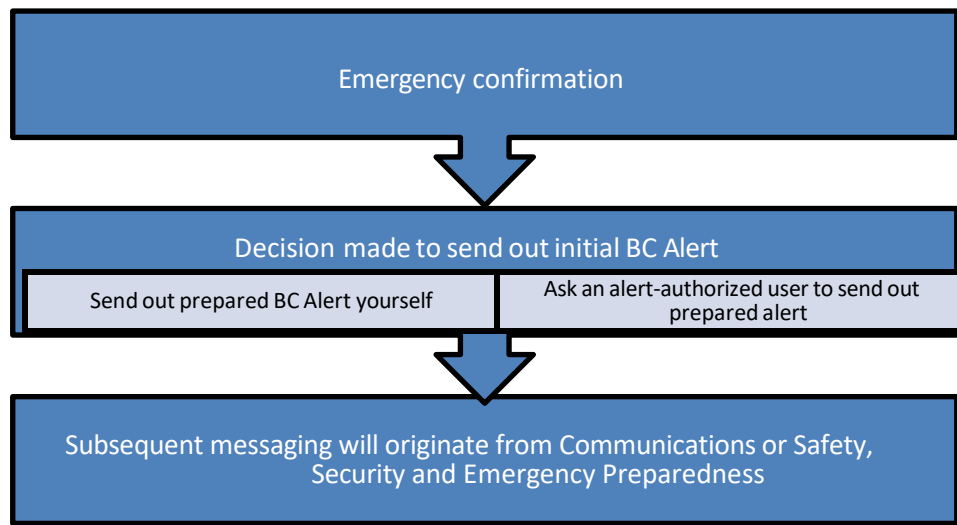 Emergency confirmation
Decision made to send out initial BC Alert
Send out prepared BC Alert yourself
Ask an alert-authorized user to send out
prepared alert
Subsequent messaging will originate from Communications or Safety,
Security and Emergency Preparedness